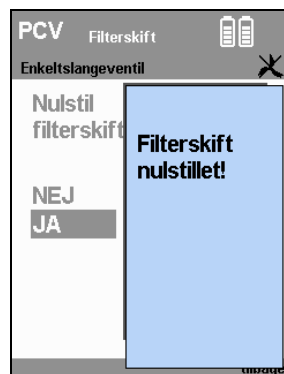 PCV Filterskift
Enkeltslangeventil
Nulstil
filterskift
Filterskift
nulstillet!
NEJ
JA